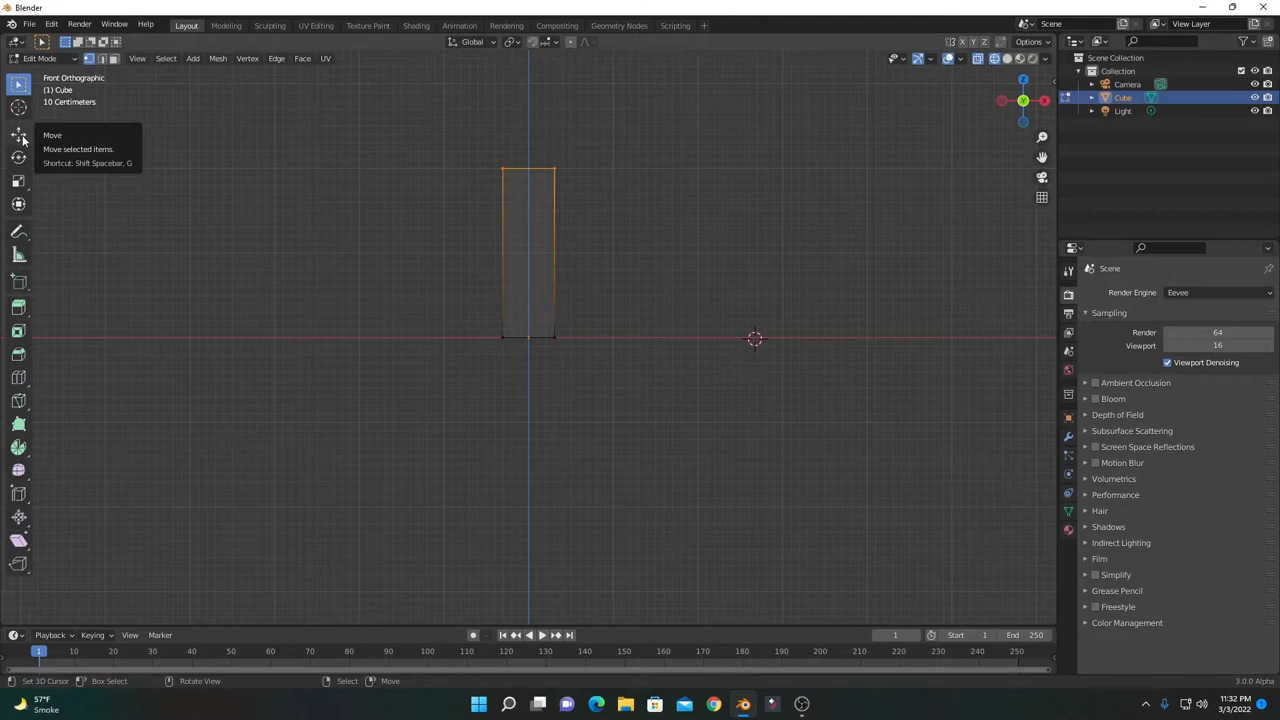 Blender
File Edit Render Window Help
Layout Modeling Sculpting UV Editing Texture Paint Shading Animation Rendering Compositing Geometry Nodes Scripting +
Scene View Layer
Global X Y Z Options
Edit Mode View Select Add Mesh Vertex Edge Face UV
Front Orthographic
(1) Cube
10 Centimeters
Move
Move selected items.
Shortcut: Shift Spacebar, G
Z
Y
X
Scene Collection
Collection
Camera
Cube
Light
Scene
Render Engine Eevee
Sampling
Render 64
Viewport 16
Viewport Denoising
Ambient Occlusion
Bloom
Depth of Field
Subsurface Scattering
Screen Space Reflections
Motion Blur
Volumetrics
Performance
Hair
Shadows
Indirect Lighting
Film
Simplify
Grease Pencil
Freestyle
Color Management
Playback Keying View Marker 1 Start 1 End 250
1 10 20 30 40 50 60 70 80 90 100 110 120 130 140 150 160 170 180 190 200 210 220 230 240 250
Set 3D Cursor Box Select Rotate View Select Move 3.0.0 Alpha
57°F
Smoke
11:32 PM
3/3/2022